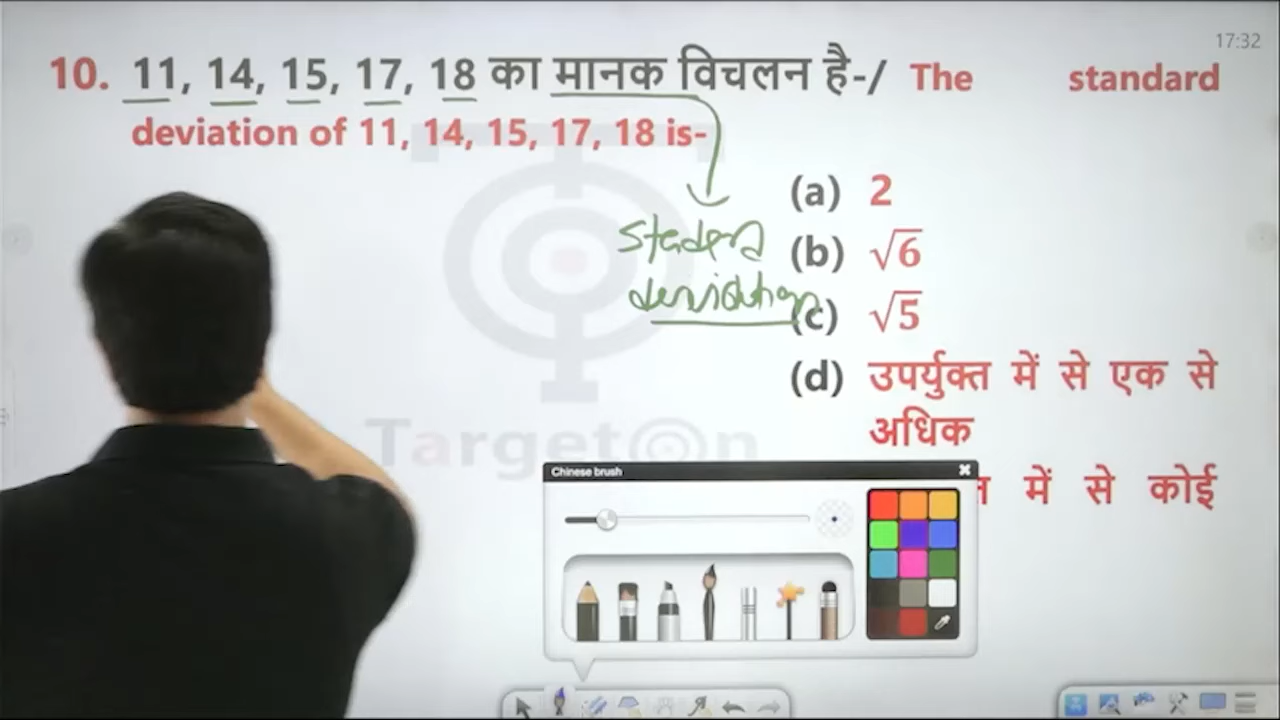 17:32
10. 11, 14, 15, 17, 18 का मानक विचलन है-/ The standard
deviation of 11, 14, 15, 17, 18 is-
(a) 2
(b) √6
(c) √5
(d) उपर्युक्त में से एक से
अधिक
में से कोई
deviation
TargetOn
Chinese brush